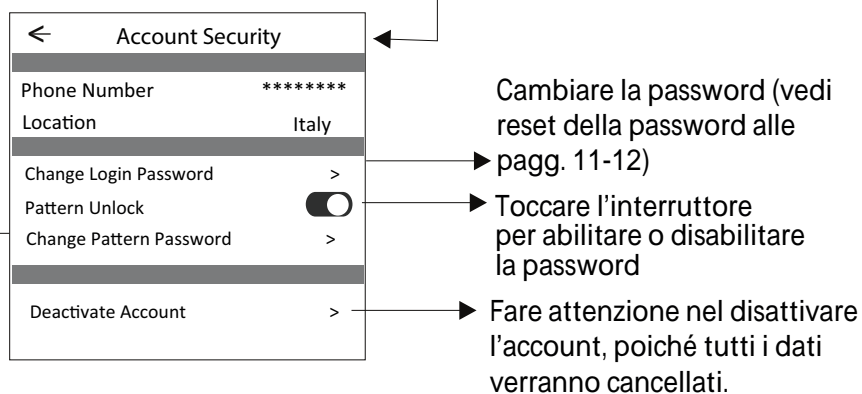 Account Security
Phone Number ********
Location Italy
Change Login Password >
Pattern Unlock
Change Pattern Password >
Deactivate Account >
Cambiare la password (vedi
reset della password alle
pagg. 11-12)
Toccare l’interruttore
per abilitare o disabilitare
la password
Fare attenzione nel disattivare
l’account, poiché tutti i dati
verranno cancellati.